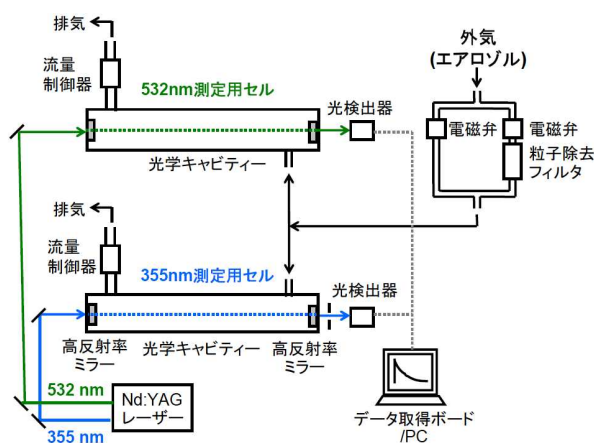 排気
流量
制御器
532nm測定用セル
光検出器
光学キャビティー
外気
(エアロゾル)
電磁弁
電磁弁
粒子除去
フィルタ
排気
流量
制御器
355nm測定用セル
光検出器
高反射率
ミラー
光学キャビティー
高反射率
ミラー
532 nm
355 nm
Nd:YAG
レーザー
データ取得ボード
/PC